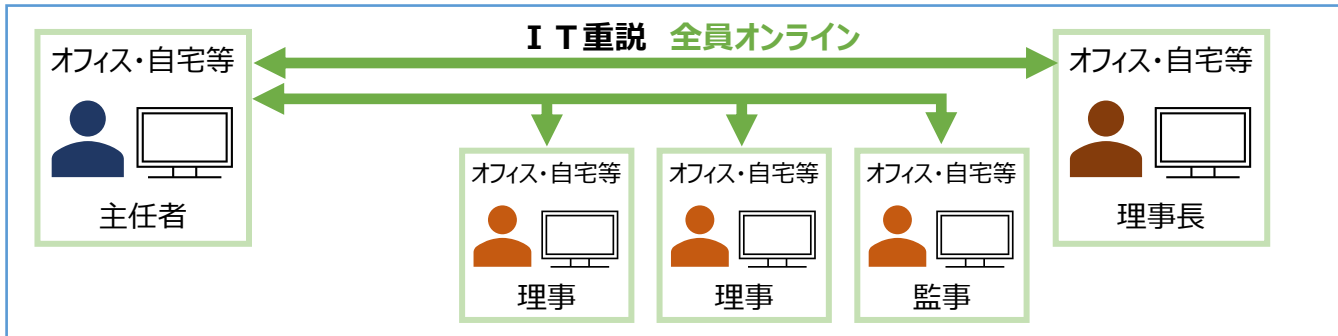 ＩＴ重説 全員オンライン
オフィス・自宅等
主任者
オフィス・自宅等
理事長
オフィス・自宅等
理事
オフィス・自宅等
理事
オフィス・自宅等
監事